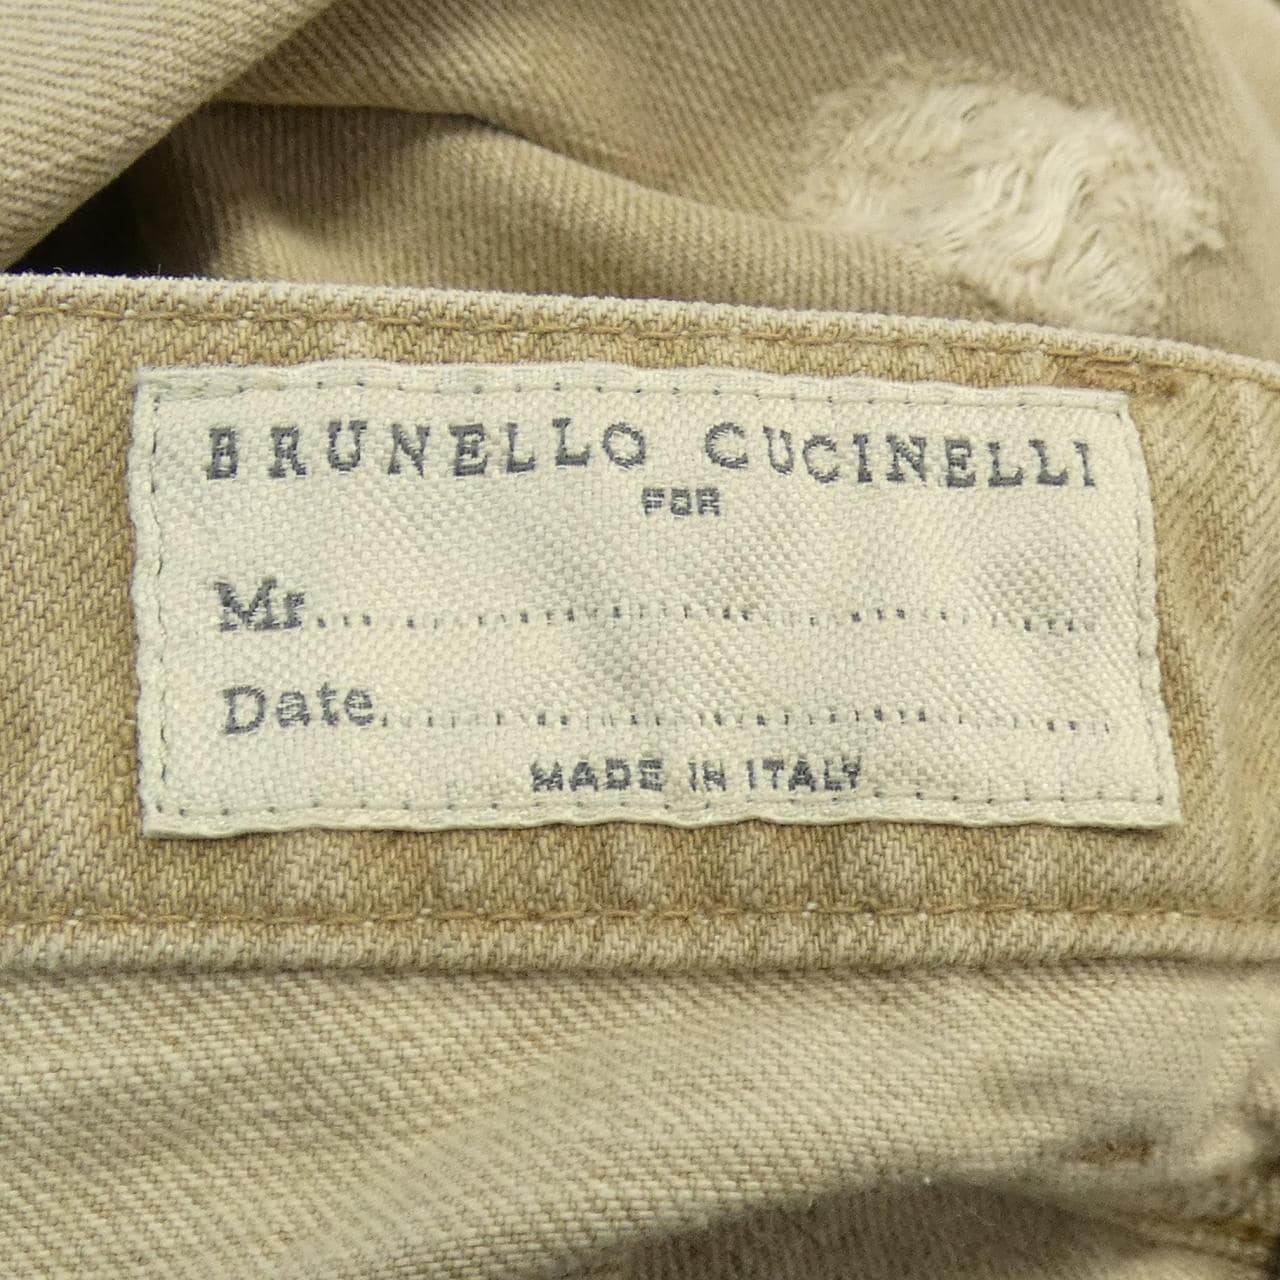 BRUNELLO CUCINELLI
FOR
Mr...............................................
Date...............................................
MADE IN ITALY